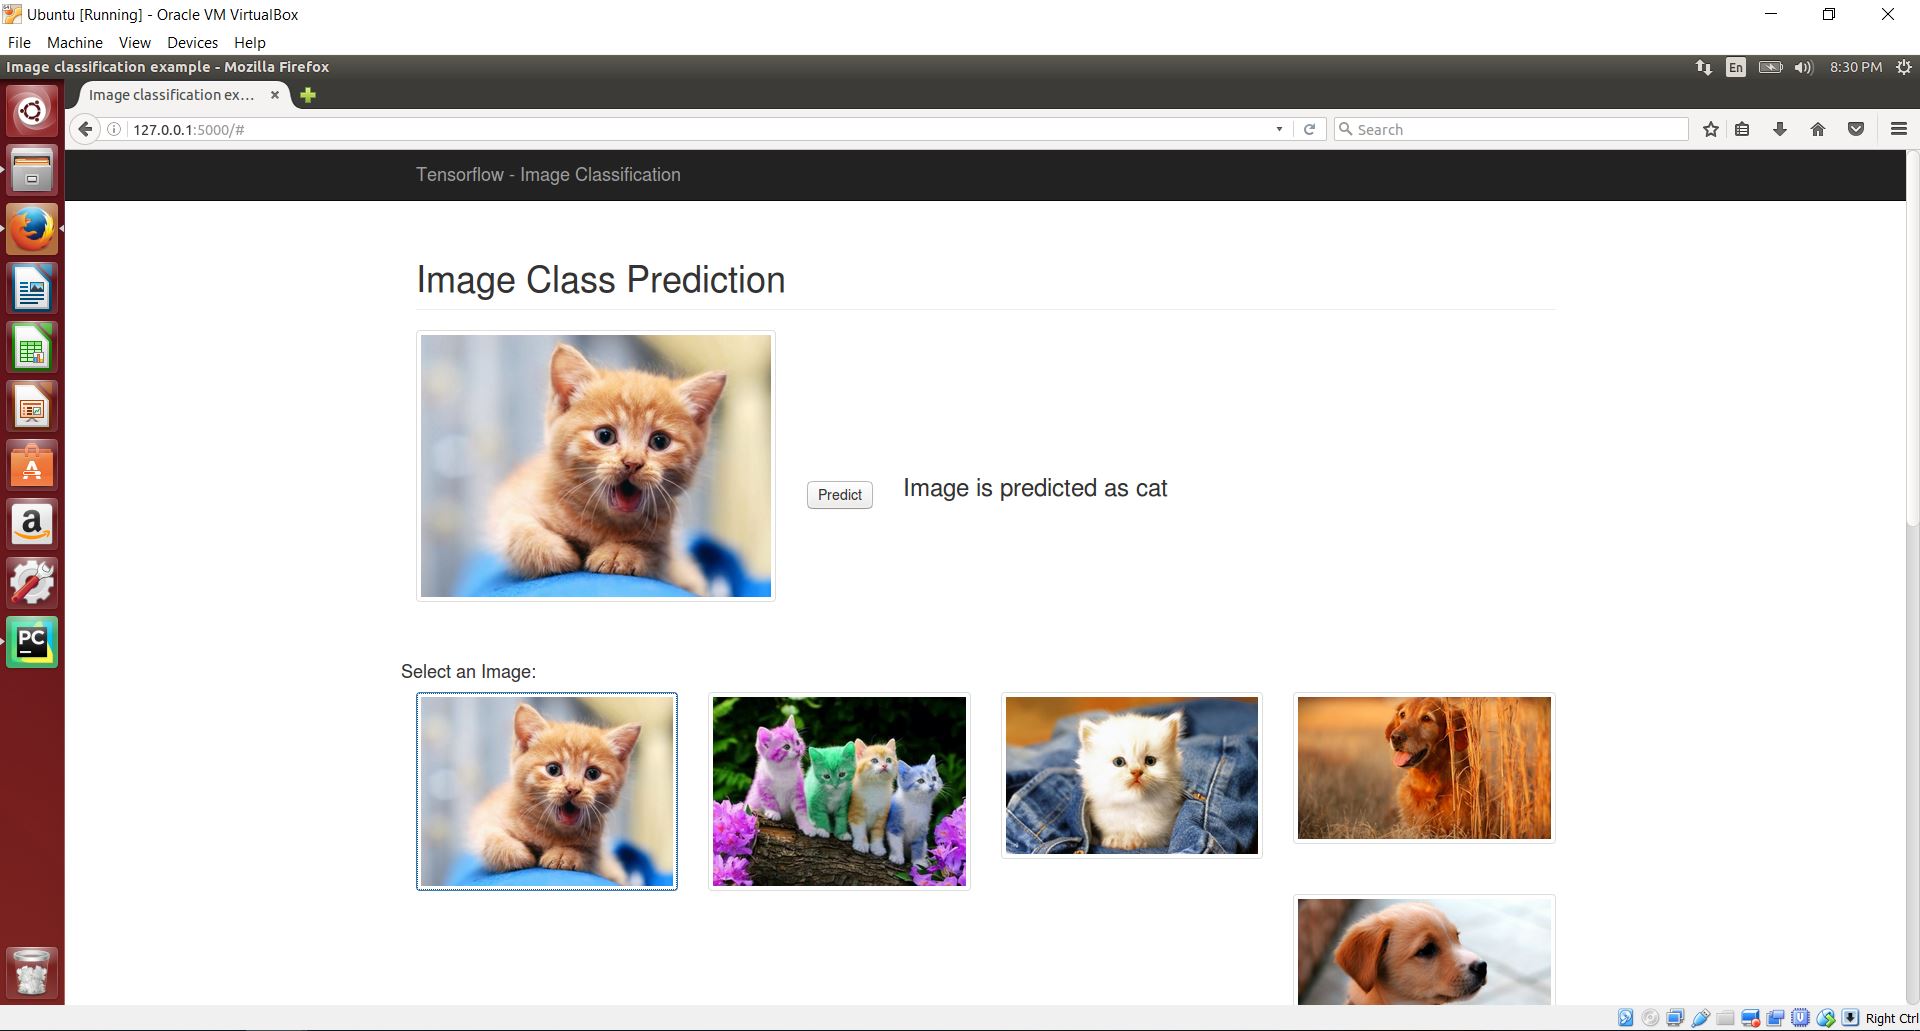 Ubuntu [Running] - Oracle VM VirtualBox
File Machine View Devices Help
Image classification example - Mozilla Firefox
En 8:30 PM
Image classification ex...
127.0.0.1:5000/#
Search
Tensorflow - Image Classification
Image Class Prediction
Predict
Image is predicted as cat
Select an Image:
A
a
PC
Right Ctrl